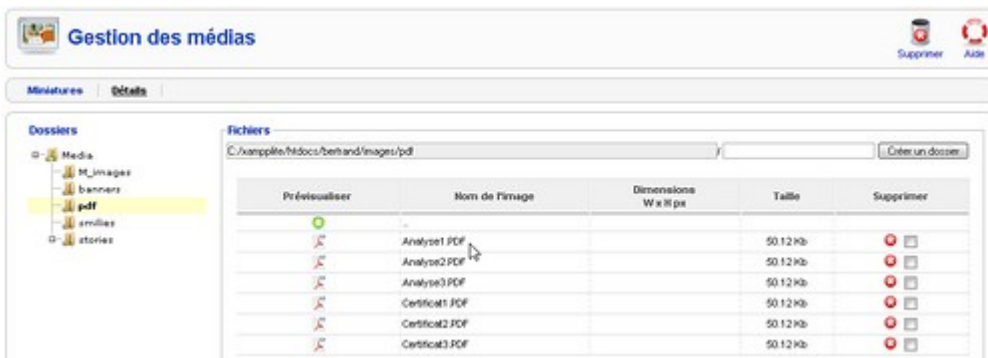 Gestion des médias
Supprimer
Aide
Miniatures
Détails
Dossiers
Media
M_images
banners
pdf
smilies
stories
Fichiers
C:/xampplite/htdocs/bertrand/images/pdf / Créer un dossier
Prévisualiser Nom de l'image Dimensions W x H px Taille Supprimer
..
Analyse1.PDF 50.12 Kb
Analyse2.PDF 50.12 Kb
Analyse3.PDF 50.12 Kb
Certificat1.PDF 50.12 Kb
Certificat2.PDF 50.12 Kb
Certificat3.PDF 50.12 Kb